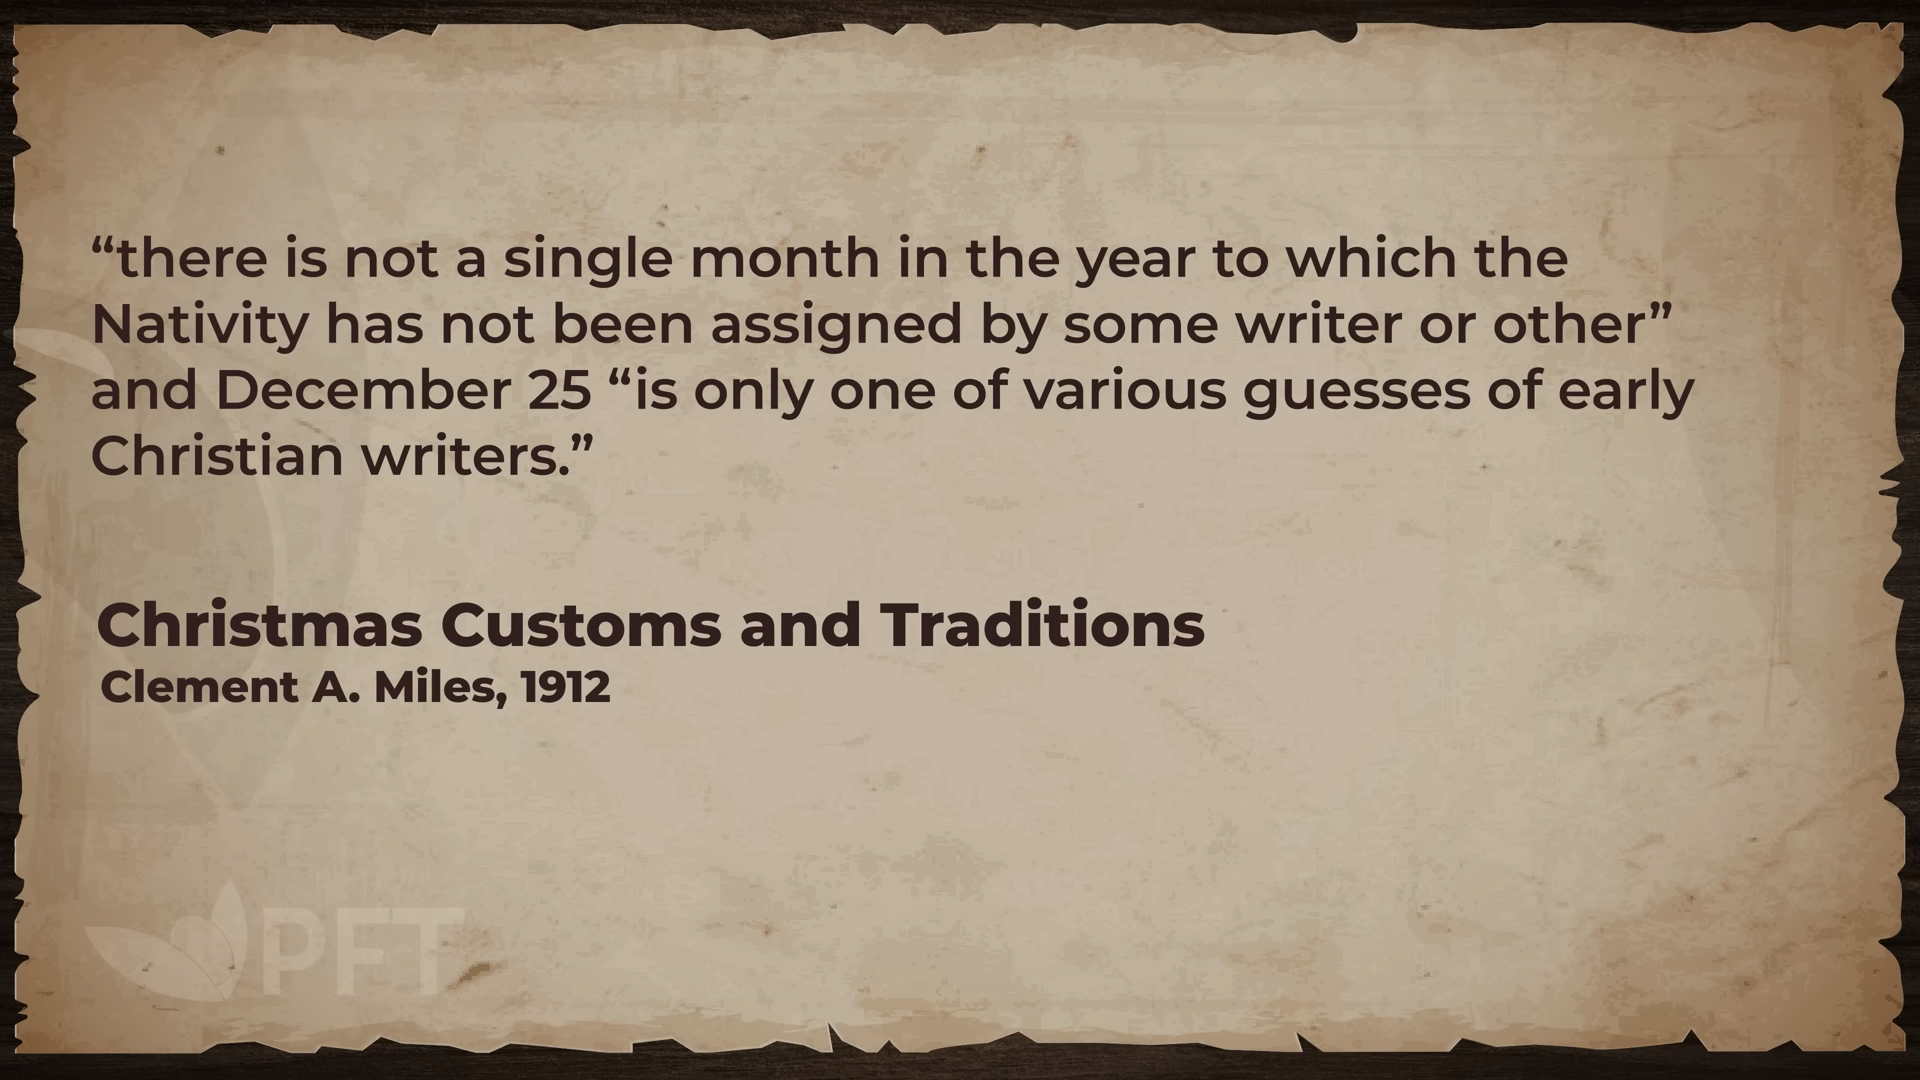 “there is not a single month in the year to which the
Nativity has not been assigned by some writer or other”
and December 25 “is only one of various guesses of early
Christian writers.”
Christmas Customs and Traditions
Clement A. Miles, 1912
PFT